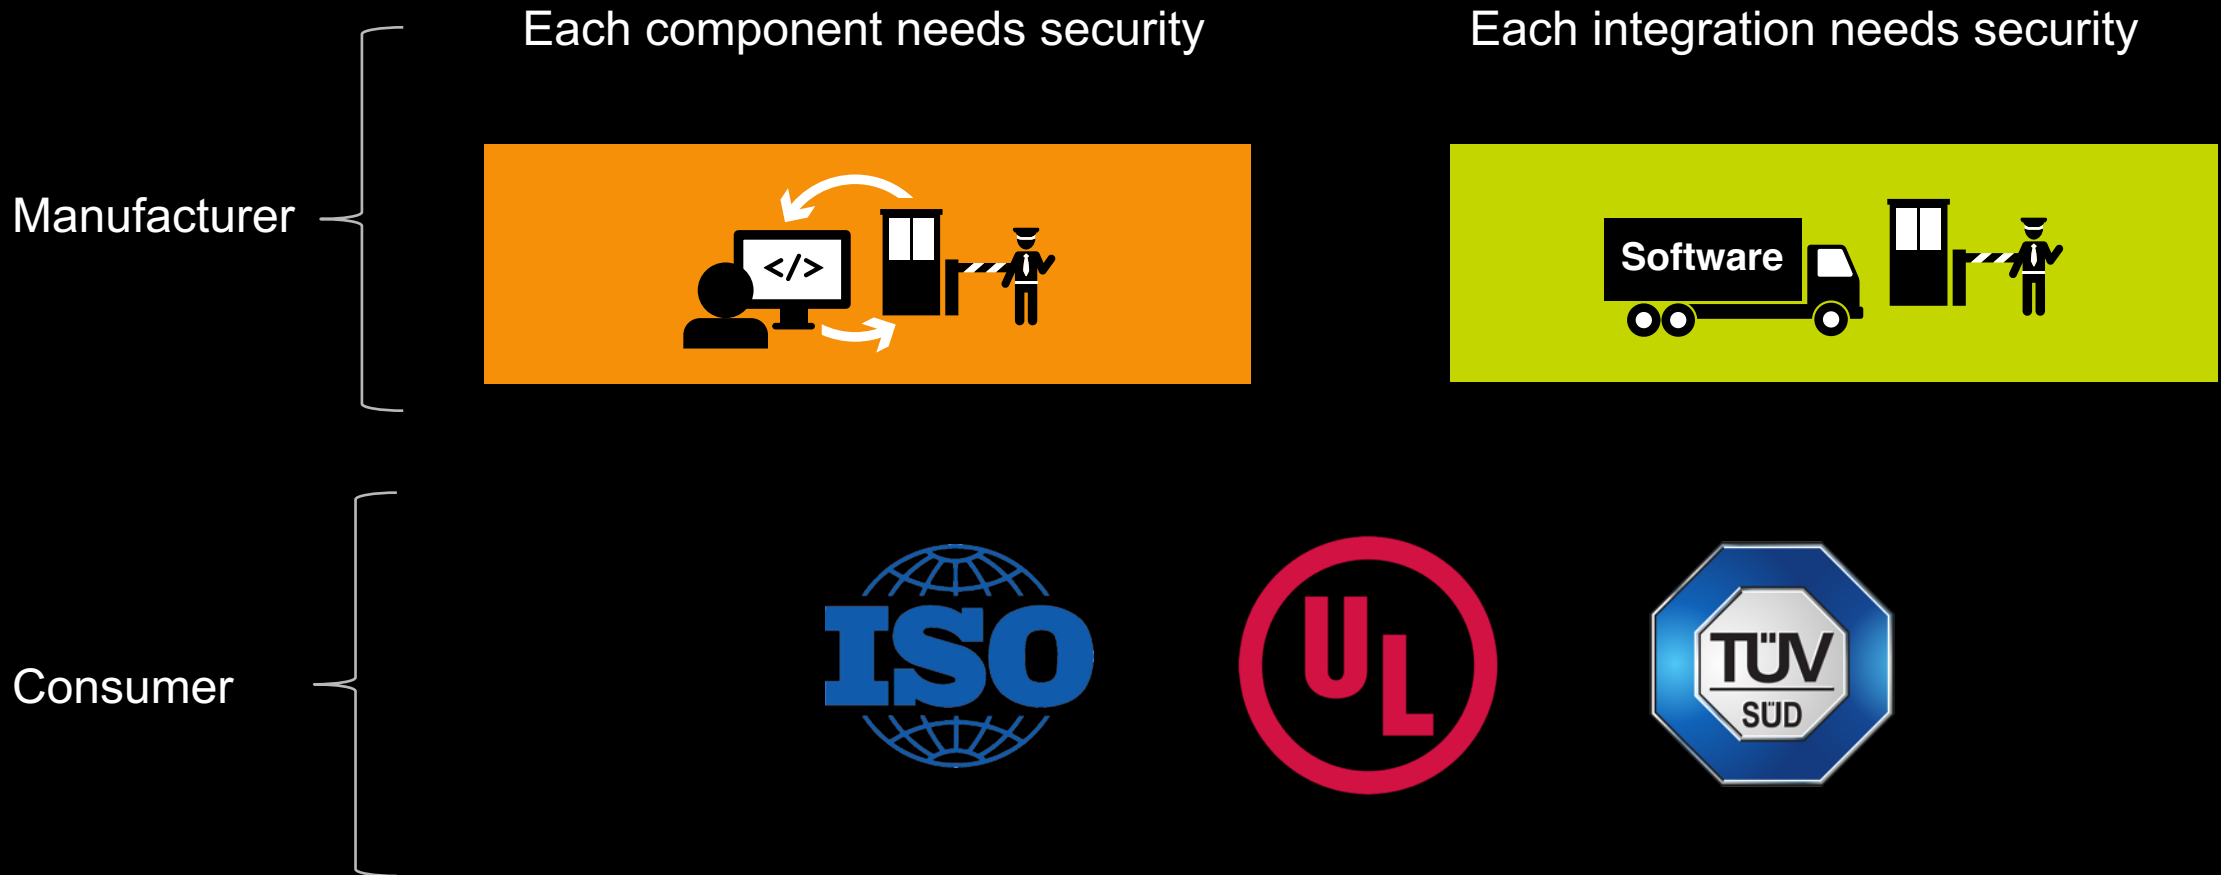 Each component needs security
Each integration needs security
Manufacturer
</>
Software
Consumer
ISO
UL
TÜV
SÜD